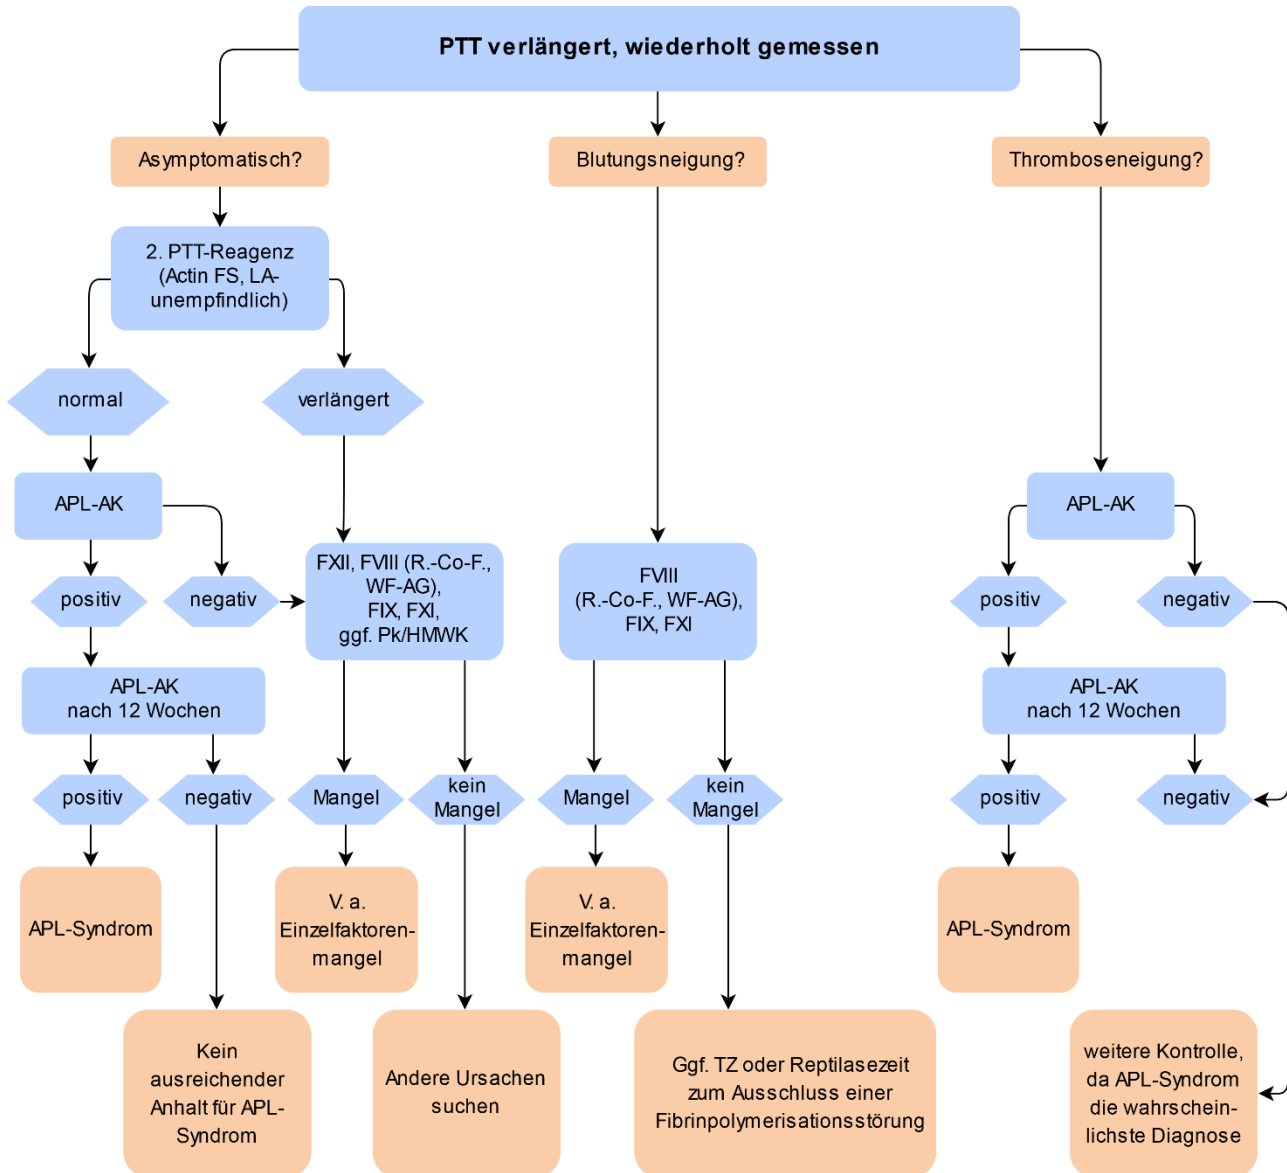 PTT verlängert, wiederholt gemessen
Asymptomatisch?
Blutungsneigung?
Thromboseneigung?
2. PTT-Reagenz
(Actin FS, LA-
unempfindlich)
normal
verlängert
APL-AK
APL-AK
FXII, FVIII (R.-Co-F.,
WF-AG),
FIX, FXI,
ggf. Pk/HMWK
FVIII
(R.-Co-F., WF-AG),
FIX, FXI
positiv
negativ
positiv
negativ
APL-AK
nach 12 Wochen
APL-AK
nach 12 Wochen
positiv
negativ
Mangel
kein
Mangel
Mangel
kein
Mangel
positiv
negativ
APL-Syndrom
V. a.
Einzelfaktoren-
mangel
V. a.
Einzelfaktoren-
mangel
APL-Syndrom
Kein
ausreichender
Anhalt für APL-
Syndrom
Andere Ursachen
suchen
Ggf. TZ oder Reptilasezeit
zum Ausschluss einer
Fibrinpolymerisationsstörung
weitere Kontrolle,
da APL-Syndrom
die wahrschein-
lichste Diagnose